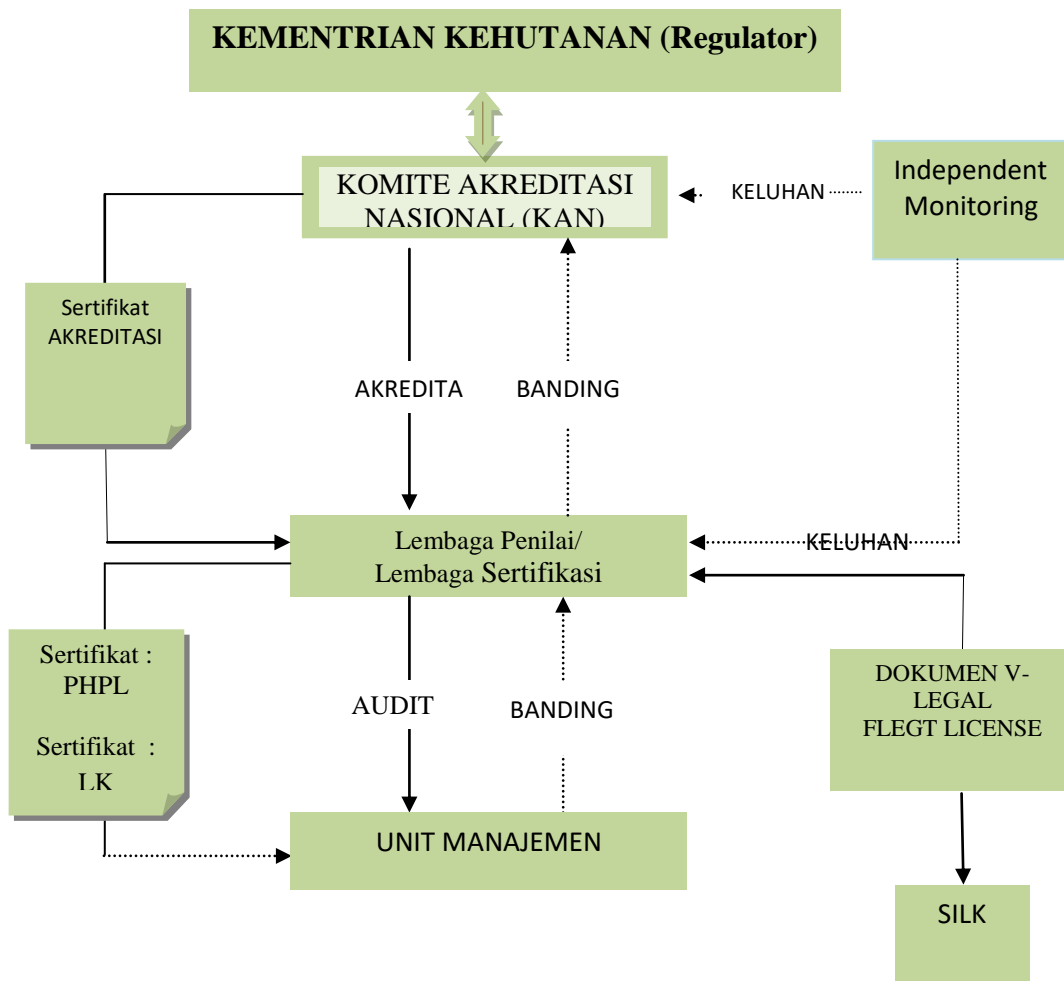 KEMENTRIAN KEHUTANAN (Regulator)
KOMITE AKREDITASI
NASIONAL (KAN)
KELUHAN
Independent
Monitoring
Sertifikat
AKREDITASI
AKREDITA
BANDING
Lembaga Penilai/
Lembaga Sertifikasi
KELUHAN
Sertifikat :
PHPL
Sertifikat :
LK
AUDIT
BANDING
DOKUMEN V-
LEGAL
FLEGT LICENSE
UNIT MANAJEMEN
SILK